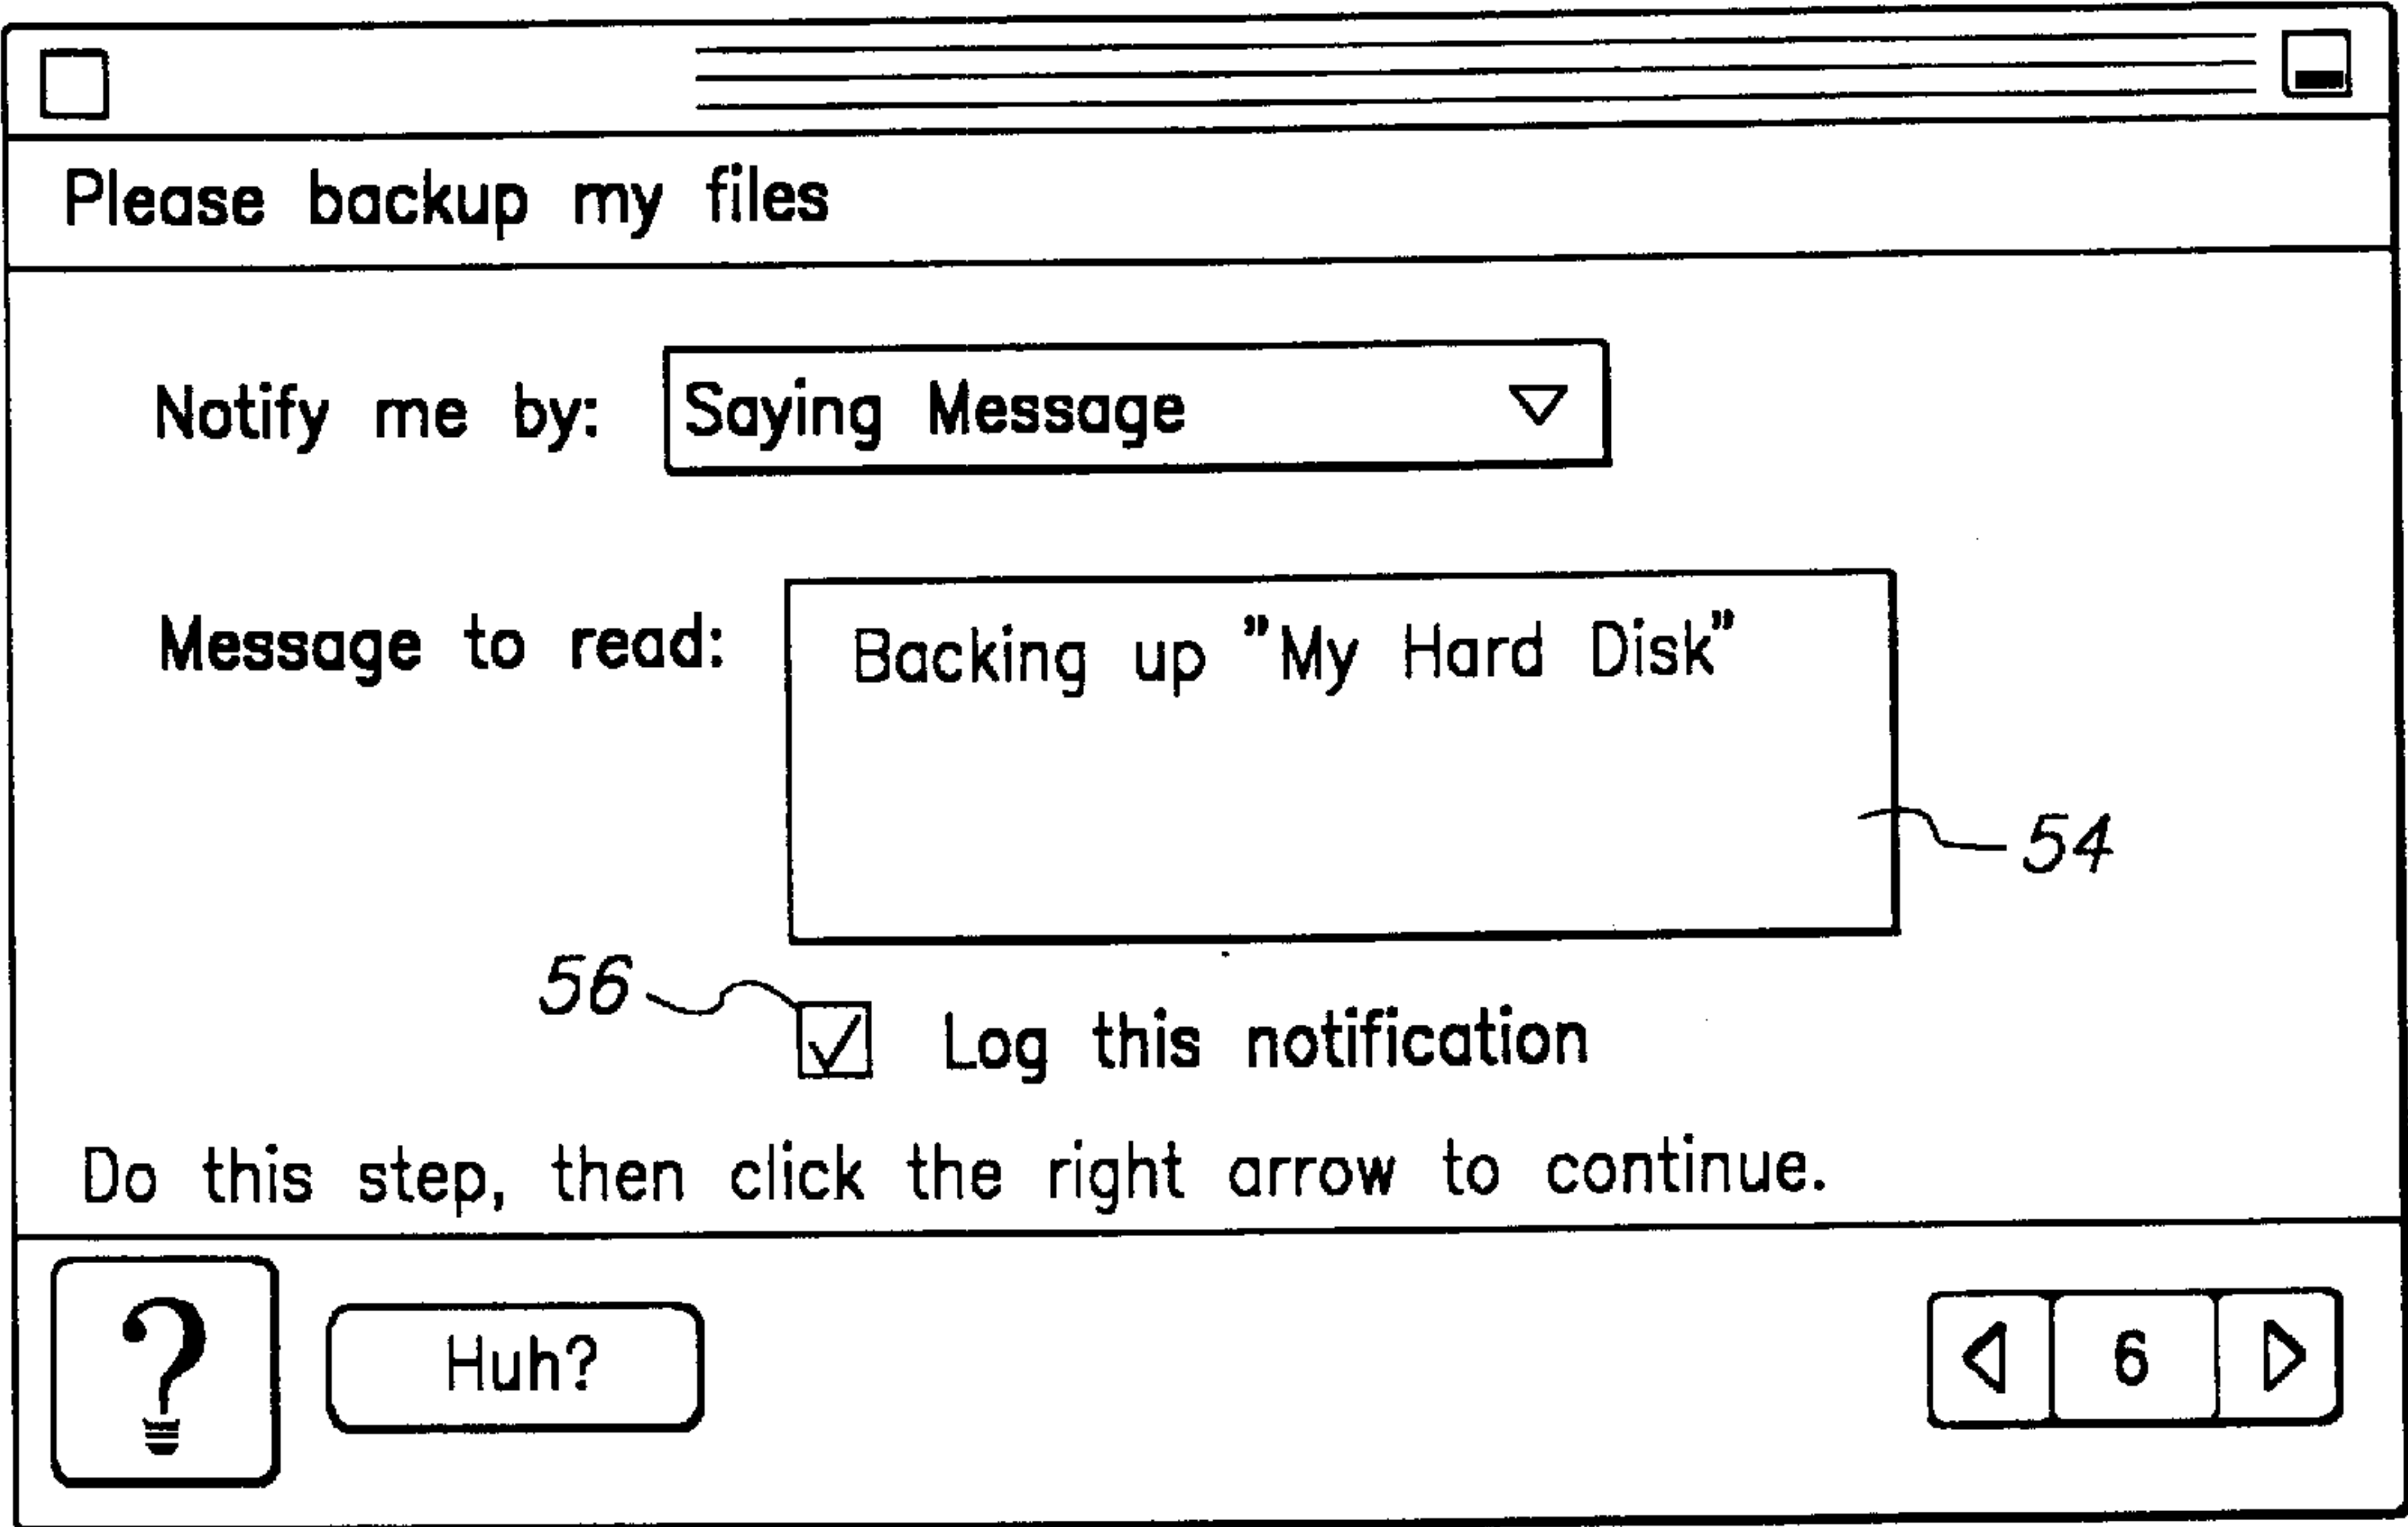 Please backup my files
Notify me by: Saying Message
Message to read: Backing up "My Hard Disk"
54
56
Log this notification
Do this step, then click the right arrow to continue.
?
Huh?
6